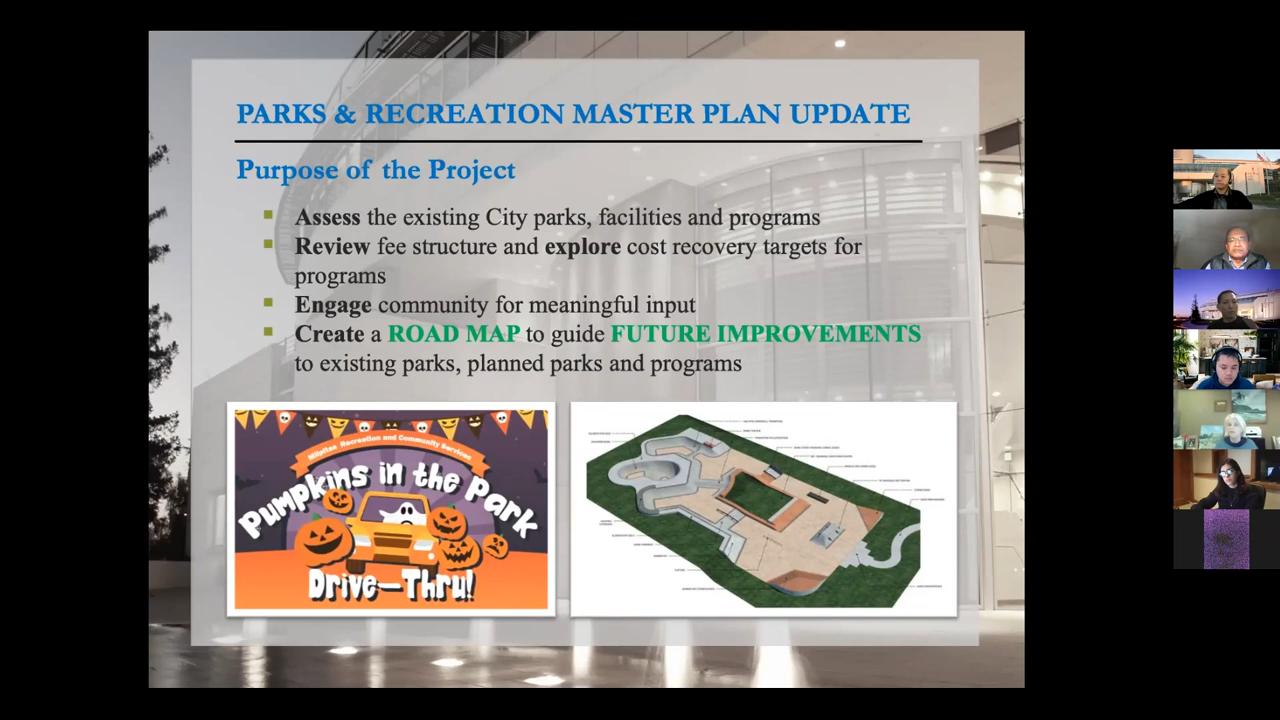 PARKS & RECREATION MASTER PLAN UPDATE
Purpose of the Project
Assess the existing City parks, facilities and programs
Review fee structure and explore cost recovery targets for
programs
Engage community for meaningful input
Create a ROAD MAP to guide FUTURE IMPROVEMENTS
to existing parks, planned parks and programs
Milpitas Recreation and Community Services
Pumpkins in the Park
Drive-Thru!